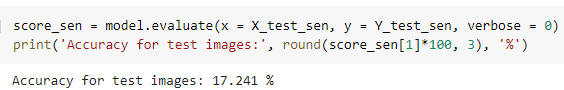 score_sen = model.evaluate(x = X_test_sen, y = Y_test_sen, verbose = 0)
print('Accuracy for test images:', round(score_sen[1]*100, 3), '%')
Accuracy for test images: 17.241 %